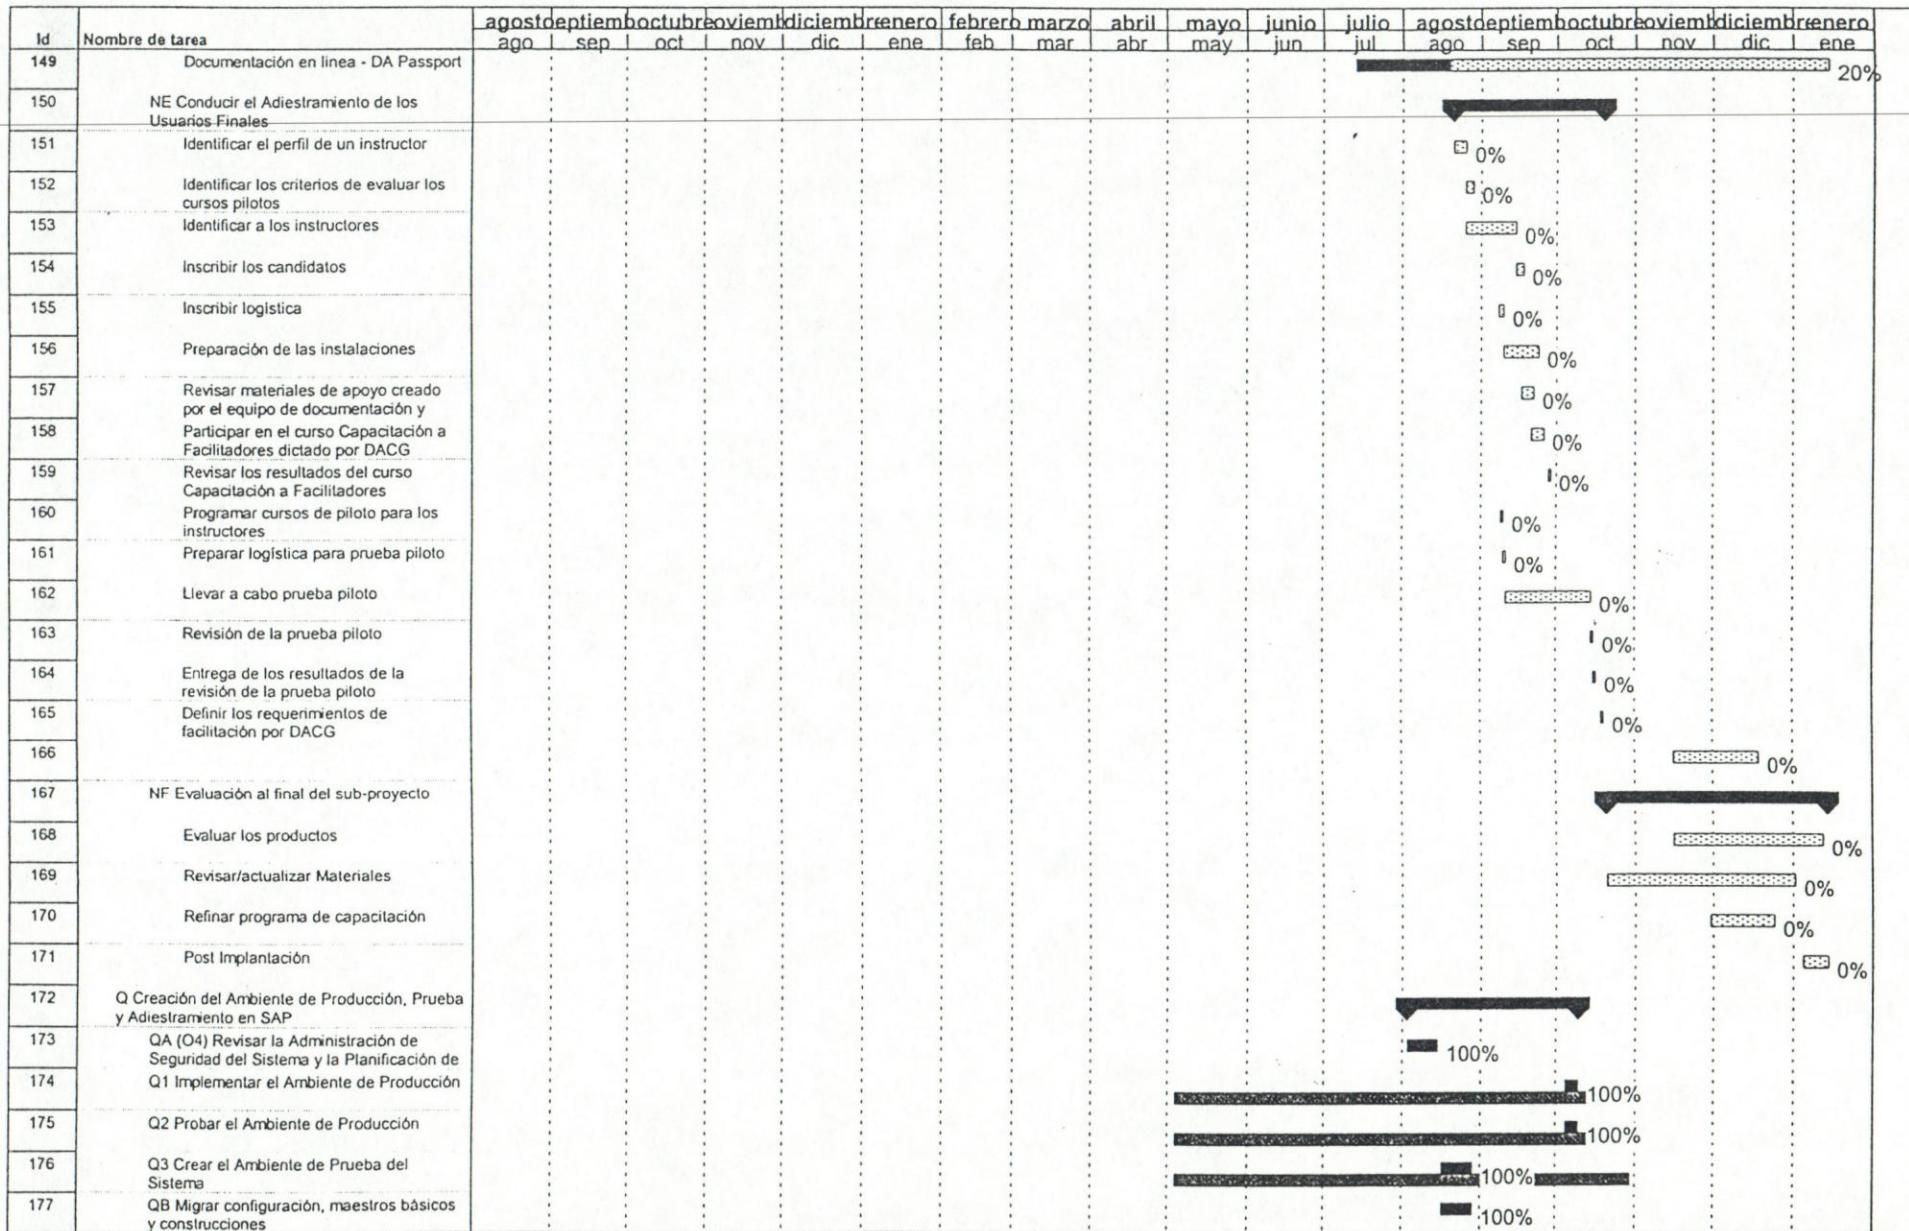 agostoeptiemboctubreoviembdiciembreenero febrero marzo abril mayo junio julio agostoeptiemboctubreoviembdiciembreenero
Id Nombre de tarea ago sep oct nov dic ene feb mar abr may jun jul ago sep oct nov dic ene
149 Documentación en linea - DA Passport 20%
150 NE Conducir el Adiestramiento de los
Usuarios Finales
151 Identificar el perfil de un instructor 0%
152 Identificar los criterios de evaluar los
cursos pilotos 0%
153 Identificar a los instructores 0%
154 Inscribir los candidatos 0%
155 Inscribir logística 0%
156 Preparación de las instalaciones 0%
157 Revisar materiales de apoyo creado
por el equipo de documentación y 0%
158 Participar en el curso Capacitación a
Facilitadores dictado por DACG 0%
159 Revisar los resultados del curso
Capacitación a Facilitadores 0%
160 Programar cursos de piloto para los
instructores 0%
161 Preparar logística para prueba piloto 0%
162 Llevar a cabo prueba piloto 0%
163 Revisión de la prueba piloto 0%
164 Entrega de los resultados de la
revisión de la prueba piloto 0%
165 Definir los requerimientos de
facilitación por DACG 0%
166 0%
167 NF Evaluación al final del sub-proyecto
168 Evaluar los productos 0%
169 Revisar/actualizar Materiales 0%
170 Refinar programa de capacitación 0%
171 Post Implantación 0%
172 Q Creación del Ambiente de Producción, Prueba
y Adiestramiento en SAP
173 QA (O4) Revisar la Administración de
Seguridad del Sistema y la Planificación de 100%
174 Q1 Implementar el Ambiente de Producción 100%
175 Q2 Probar el Ambiente de Producción 100%
176 Q3 Crear el Ambiente de Prueba del
Sistema 100%
177 QB Migrar configuración, maestros básicos
y construcciones 100%